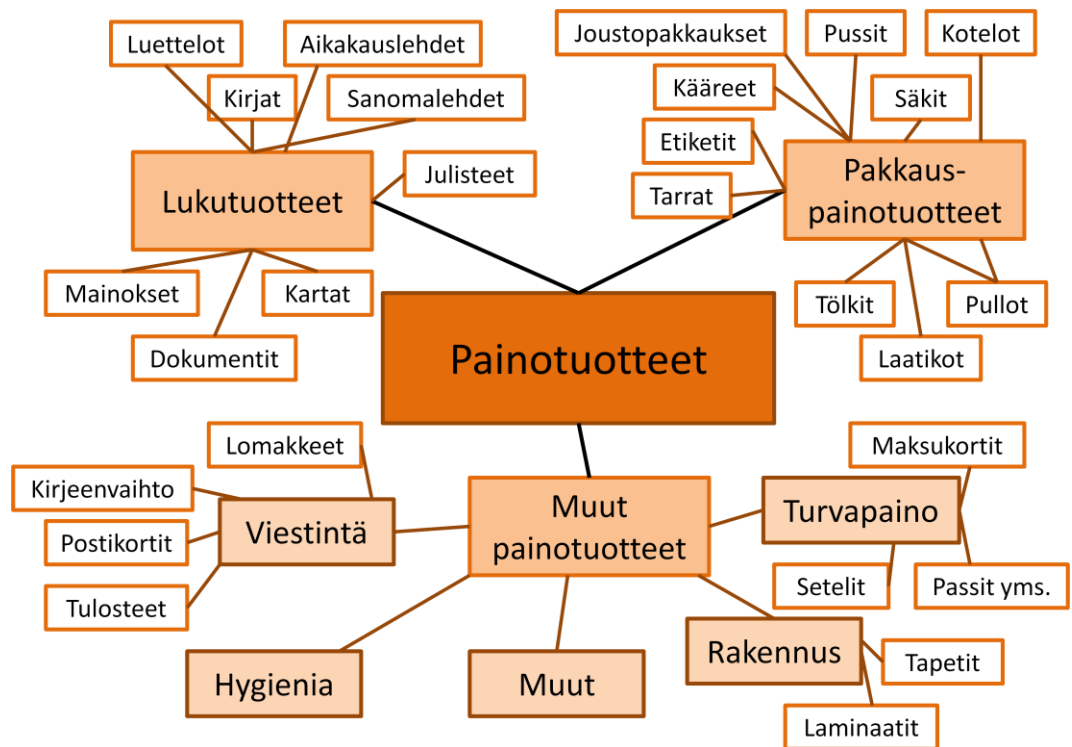 Luettelot
Aikakauslehdet
Kirjat
Sanomalehdet
Julisteet
Lukutuotteet
Mainokset
Kartat
Dokumentit
Joustopakkaukset
Pussit
Kotelot
Kääreet
Säkit
Etiketit
Tarrat
Pakkaus-
painotuotteet
Tölkit
Pullot
Laatikot
Painotuotteet
Lomakkeet
Kirjeenvaihto
Viestintä
Postikortit
Tulosteet
Muut
painotuotteet
Maksukortit
Turvapaino
Setelit
Passit yms.
Hygienia
Muut
Rakennus
Tapetit
Laminaatit